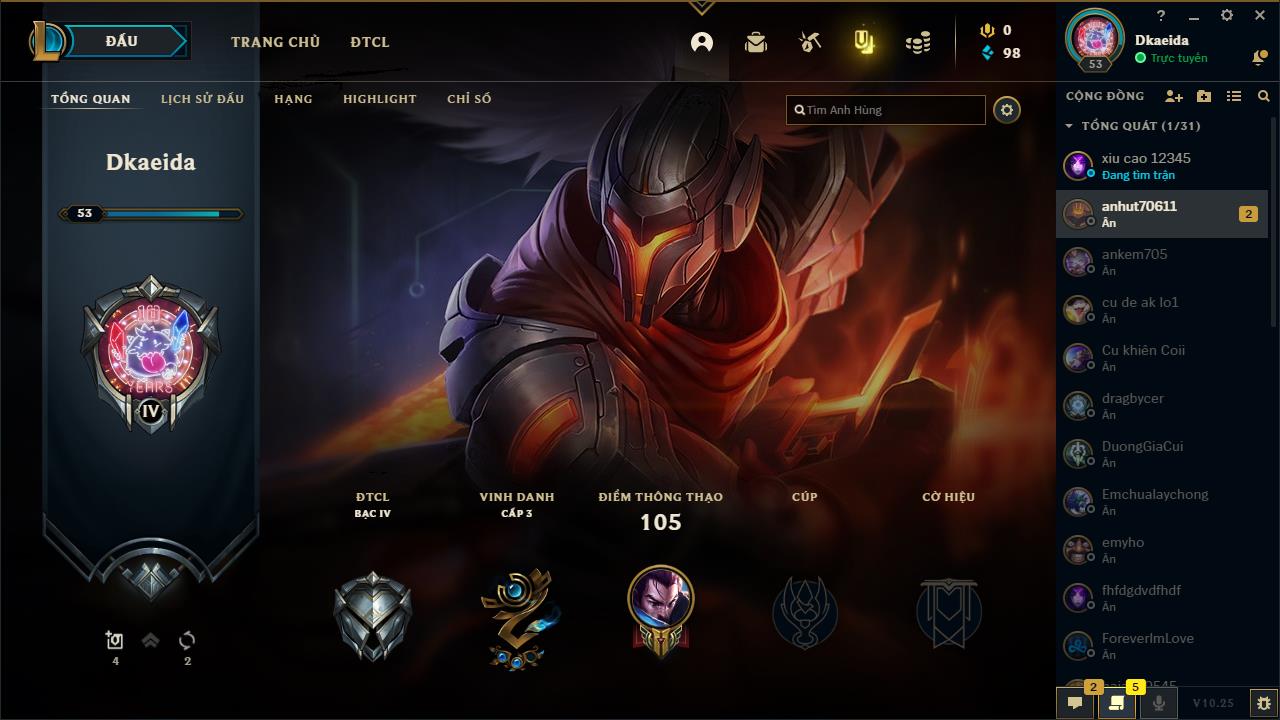 ĐẤU
TRANG CHỦ
ĐTCL
0
98
?
Dkaeida
53
Trực tuyến
TỔNG QUAN
LỊCH SỬ ĐẤU
HẠNG
HIGHLIGHT
CHỈ SỐ
Tìm Anh Hùng
Dkaeida
53
10
YEARS
IV
4
2
ĐTCL
BẠC IV
VINH DANH
CẤP 3
ĐIỂM THÔNG THẠO
105
CÚP
CỜ HIỆU
CỘNG ĐỒNG
TỔNG QUÁT (1/31)
xiu cao 12345
Đang tìm trận
anhut70611
Ẩn
2
ankem705
Ẩn
cu de ak lo1
Ẩn
Cu khiên Coii
Ẩn
dragbycer
Ẩn
DuongGiaCui
Ẩn
Emchualaychong
Ẩn
emyho
Ẩn
fhfdgdvdfhdf
Ẩn
ForeverImLove
Ẩn
2
5
V10.25